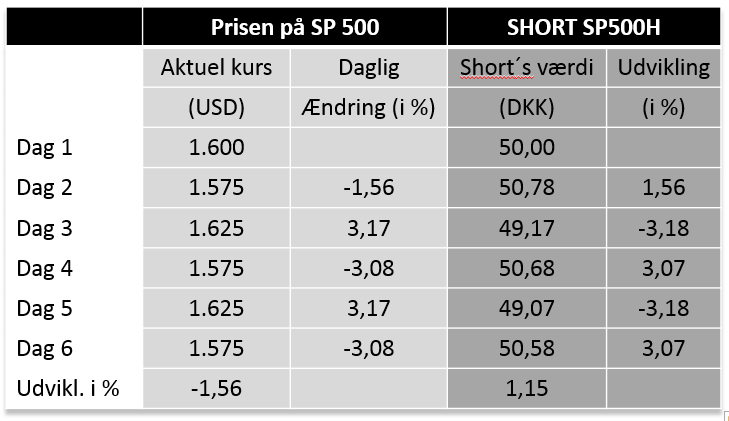 Prisen på SP 500 SHORT SP500H
Aktuel kurs Daglig Short´s værdi Udvikling
(USD) Ændring (i %) (DKK) (i %)
Dag 1 1.600 50,00
Dag 2 1.575 -1,56 50,78 1,56
Dag 3 1.625 3,17 49,17 -3,18
Dag 4 1.575 -3,08 50,68 3,07
Dag 5 1.625 3,17 49,07 -3,18
Dag 6 1.575 -3,08 50,58 3,07
Udvikl. i % -1,56 1,15